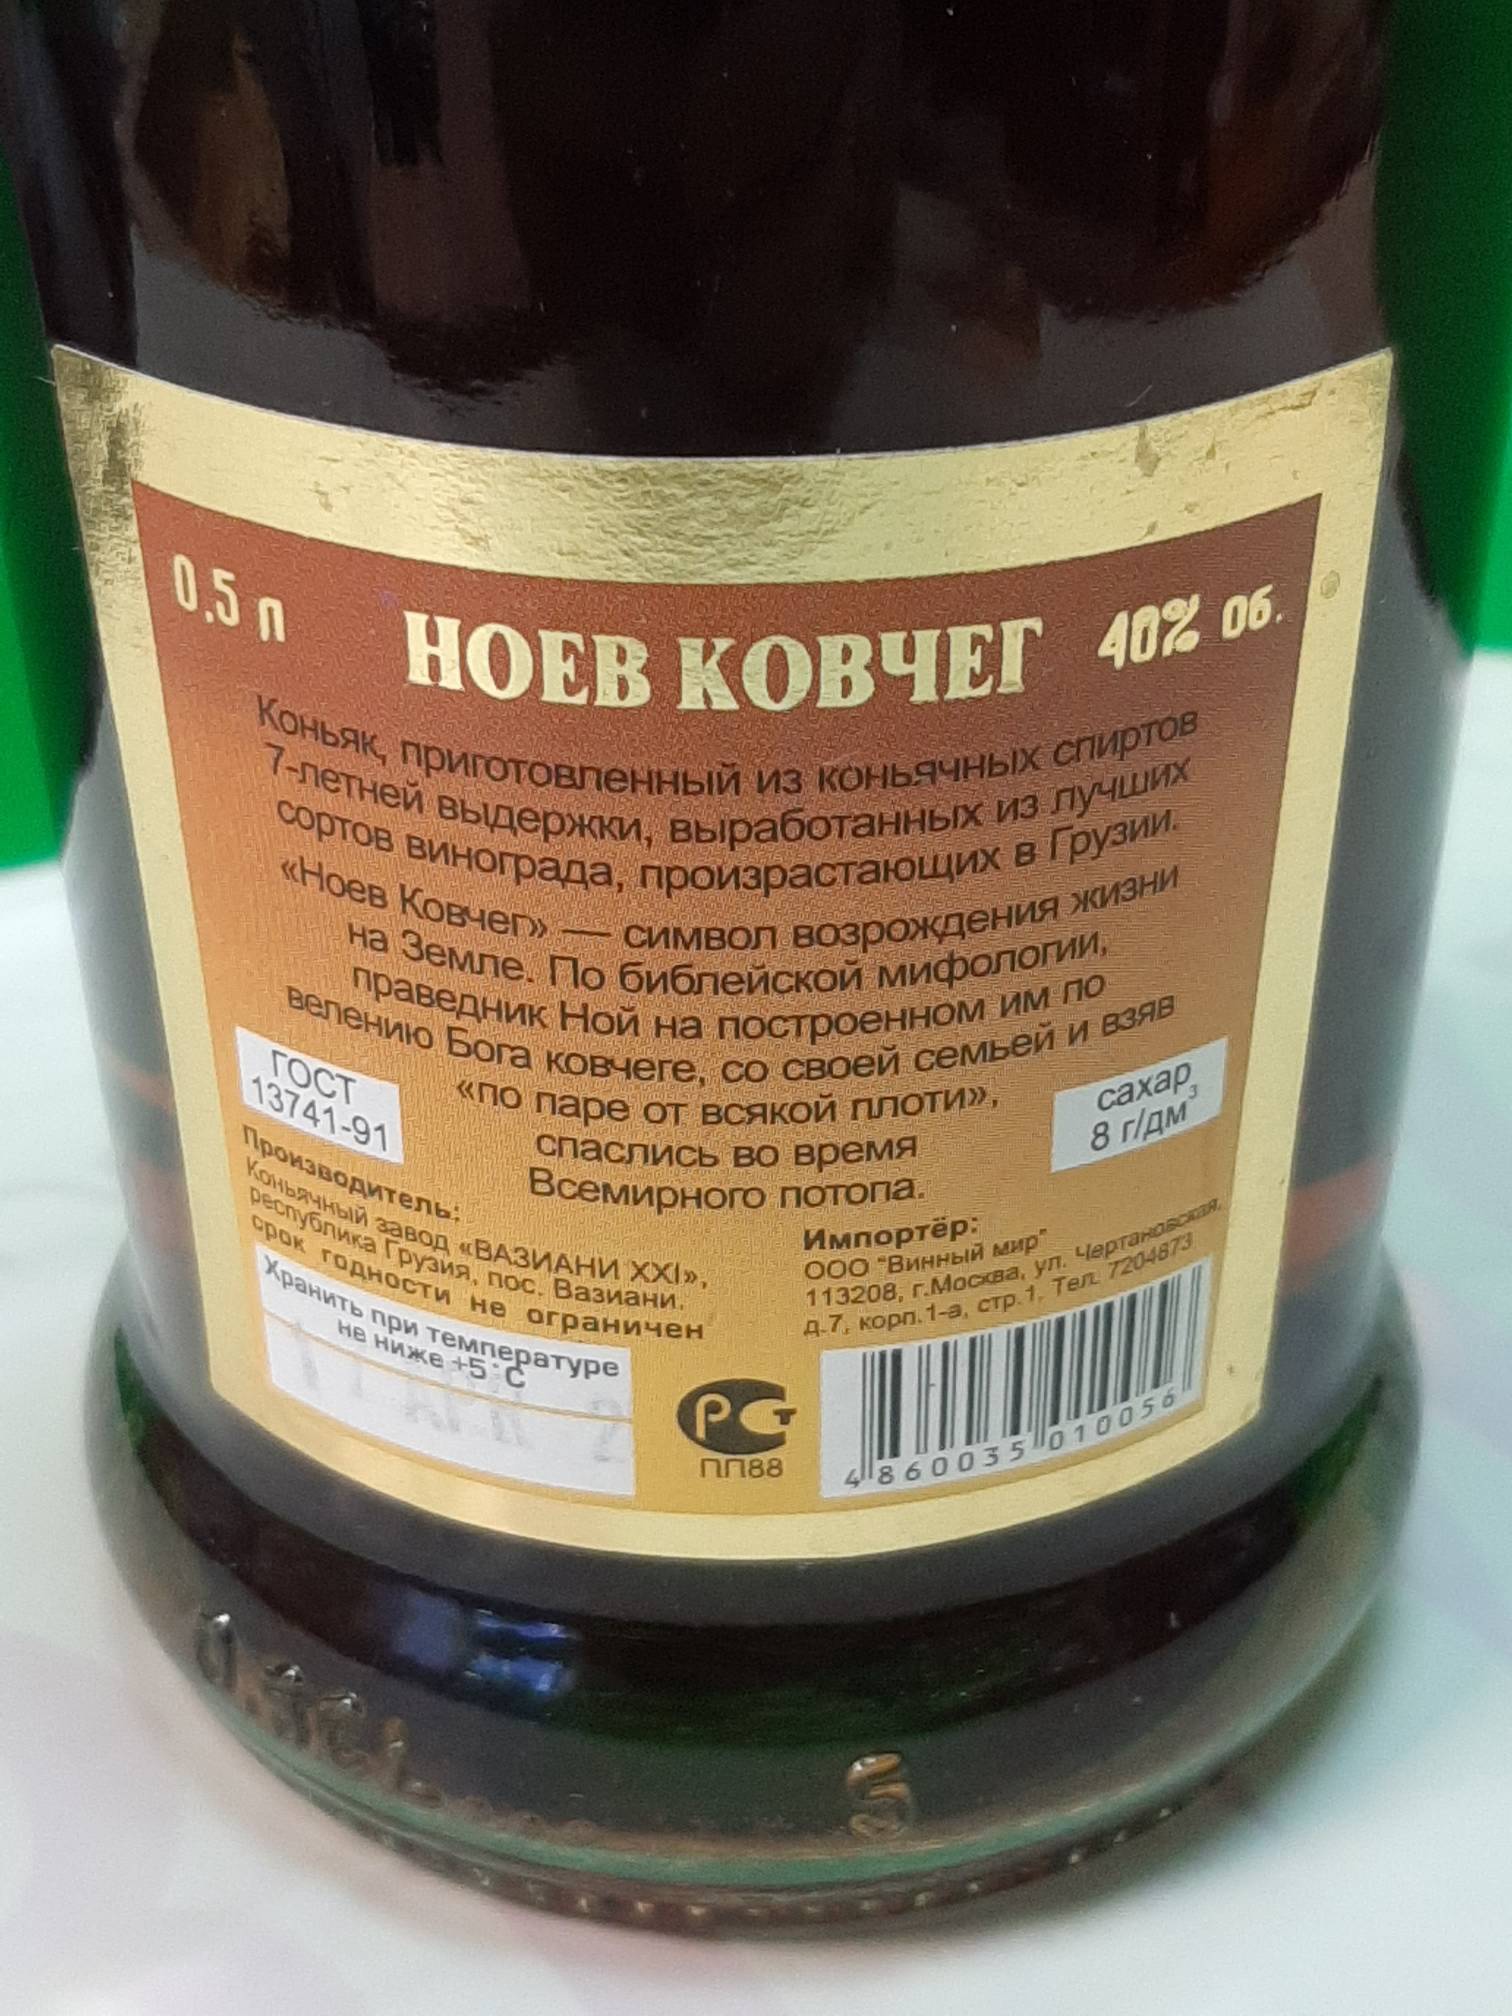 0.5 л НОЕВ КОВЧЕГ 40% Об.
Коньяк, приготовленный из коньячных спиртов
7-летней выдержки, выработанных из лучших
сортов винограда, произрастающих в Грузии.
«Ноев Ковчег» — символ возрождения жизни
на Земле. По библейской мифологии,
праведник Ной на построенном им по
велению Бога ковчеге, со своей семьей и взяв
«по паре от всякой плоти»,
спаслись во время
Всемирного потопа.
ГОСТ
13741-91
сахар
8 г/дм³
Производитель:
Коньячный завод «ВАЗИАНИ XXI»,
республика Грузия, пос. Вазиани.
срок годности не ограничен
Хранить при температуре
не ниже +5°С
Импортёр:
ООО "Винный мир"
113208, г.Москва, ул. Чертановская,
д.7, корп.1-а, стр.1, Тел. 7204873
РСТ
ПП88
4 860035 010056
5